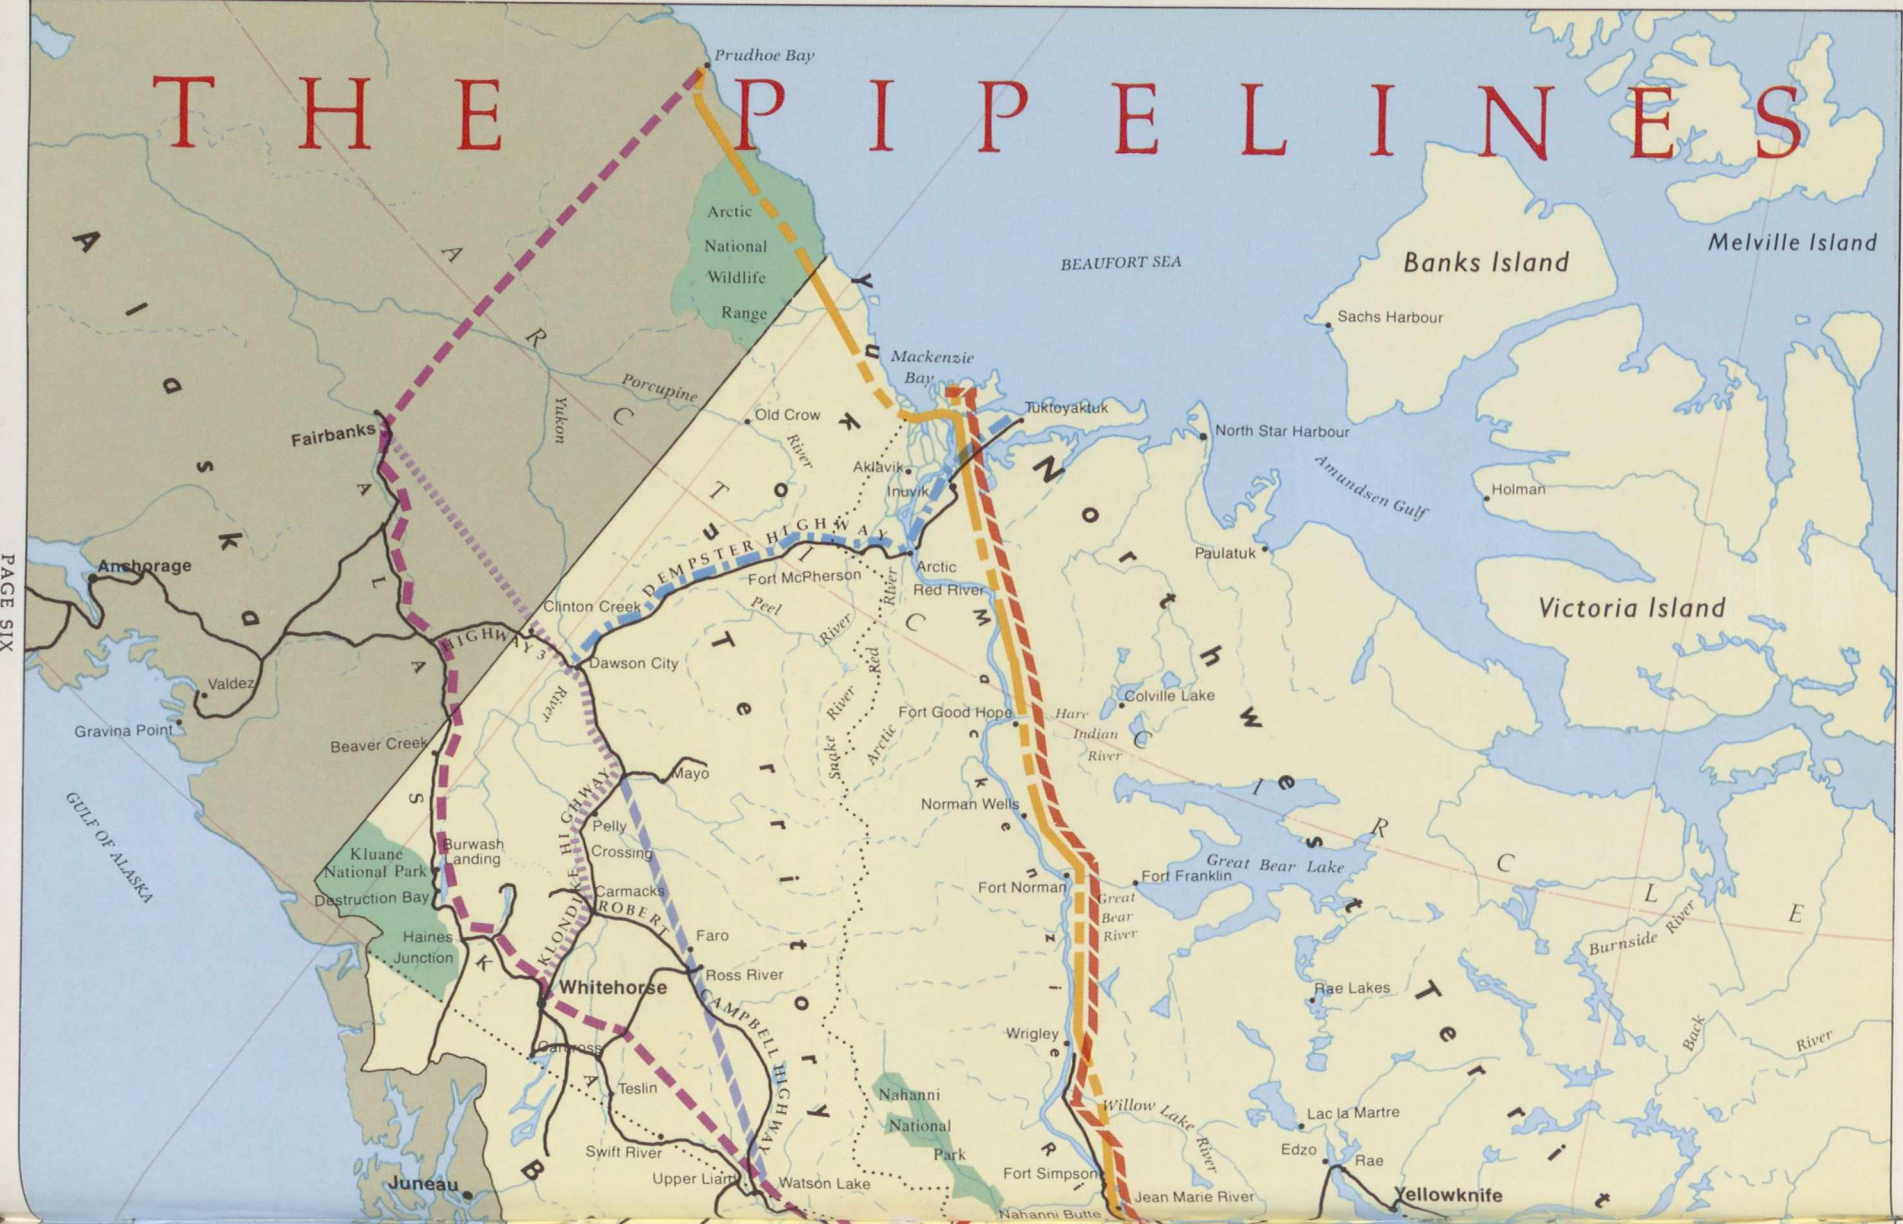 THE PIPELINES
Prudhoe Bay
Arctic
National
Wildlife
Range
BEAUFORT SEA
Banks Island
Melville Island
Sachs Harbour
Mackenzie
Bay
Tuktoyaktuk
North Star Harbour
Amundsen Gulf
Holman
Paulatuk
Victoria Island
Alaska
ARCTIC CIRCLE
Porcupine
River
Yukon
River
Old Crow
Fairbanks
Aklavik
Inuvik
DEMPSTER HIGHWAY
Fort McPherson
Arctic
Red River
Peel
River
Anchorage
Clinton Creek
HIGHWAY 3
Dawson City
Valdez
Gravina Point
Beaver Creek
GULF OF ALASKA
ALASKA
Yukon Territory
Northwest Territ
Mackenzie Ri
Snake River
Arctic Red River
Colville Lake
Fort Good Hope
Hare
Indian
River
Mayo
Norman Wells
Pelly
Crossing
KLONDIKE HIGHWAY
Burwash
Landing
Kluane
National Park
Destruction Bay
Haines
Junction
Carmacks
ROBERT
CAMPBELL HIGHWAY
Faro
Ross River
Whitehorse
Carcross
Teslin
Swift River
Upper Liard
Watson Lake
Juneau
B
Great Bear Lake
Fort Norman
Fort Franklin
Great
Bear
River
Burnside River
Rae Lakes
Back River
Wrigley
Nahanni
National
Park
Willow Lake River
Lac la Martre
Edzo
Rae
Fort Simpson
Jean Marie River
Nahanni Butte
Yellowknife
PAGE SIX